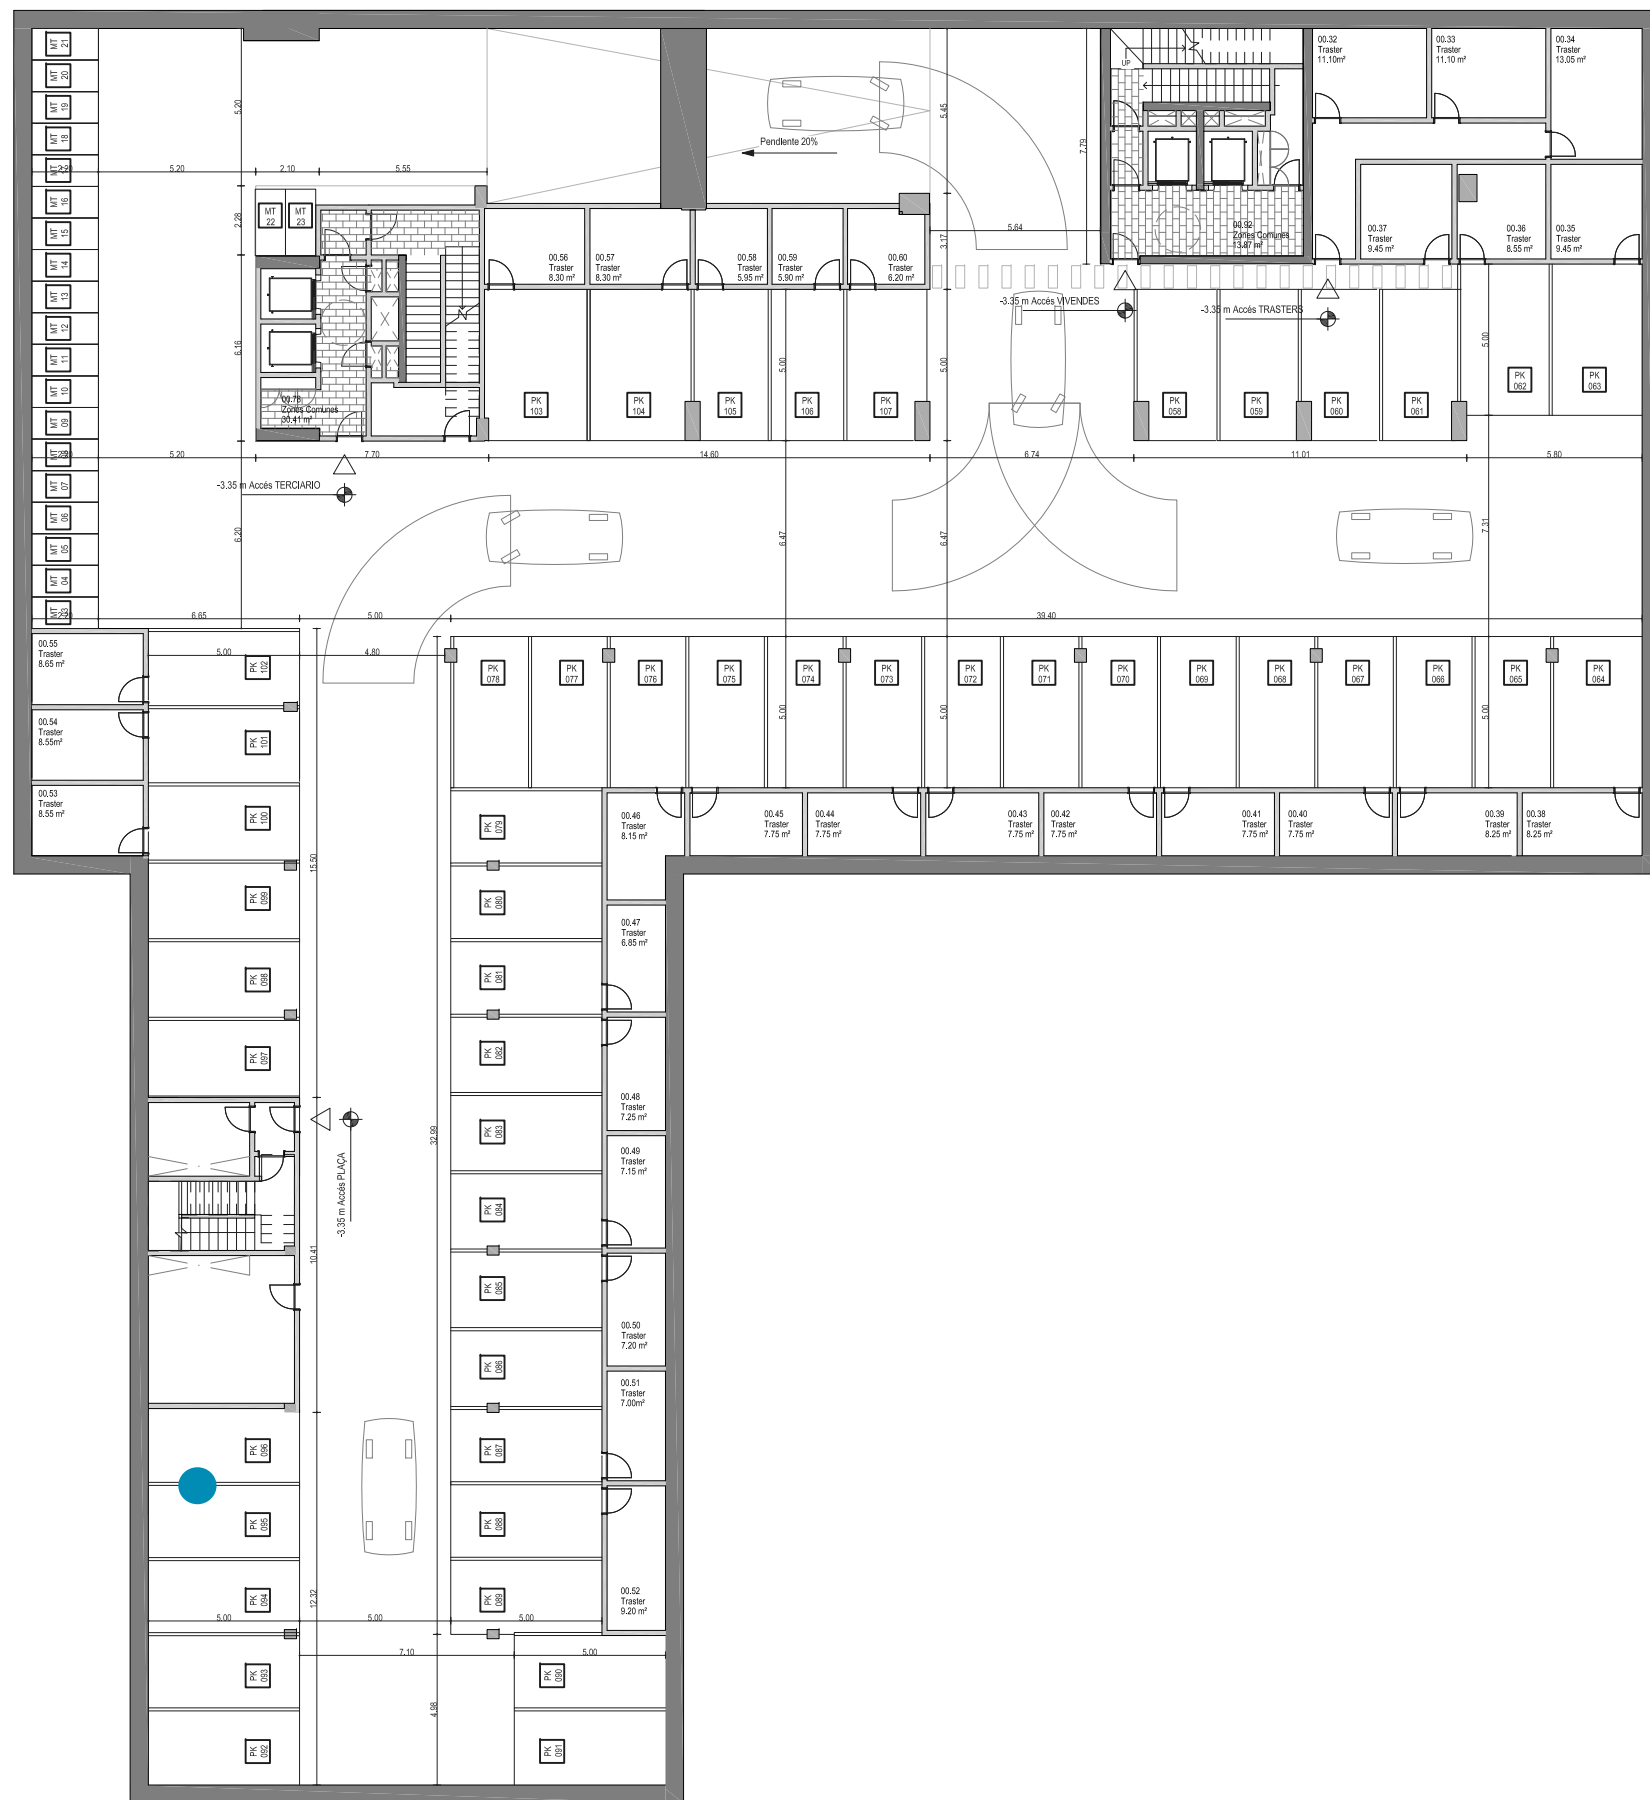 MT 21
MT 20
MT 19
MT 18
MT 17
MT 16
MT 15
MT 14
MT 13
MT 12
MT 11
MT 10
MT 09
MT 08
MT 07
MT 06
MT 05
MT 04
MT 03
5.20
2.20
5.20
2.10
5.55
2.28
MT
22
MT
23
6.16
00.78
Zones Comunes
30.41 m²
Pendiente 20%
5.45
7.79
UP
00.92
Zones Comunes
13.87 m²
00.32
Traster
11.10m²
00.33
Traster
11.10 m²
00.34
Traster
13.05 m²
00.37
Traster
9.45 m²
00.36
Traster
8.55 m²
00.35
Traster
9.45 m²
00.56
Traster
8.30 m²
00.57
Traster
8.30 m²
00.58
Traster
5.95 m²
00.59
Traster
5.90 m²
00.60
Traster
6.20 m²
5.64
3.17
-3.35 m Accés VIVENDES
-3.35 m Accés TRASTERS
5.00
5.00
5.00
PK
103
PK
104
PK
105
PK
106
PK
107
PK
058
PK
059
PK
060
PK
061
PK
062
PK
063
2.20
5.20
7.70
14.60
6.74
11.01
5.80
-3.35 m Accés TERCIARIO
6.20
6.47
6.47
7.31
2.20
6.65
5.00
39.40
5.00
4.80
00.55
Traster
8.65 m²
00.54
Traster
8.55m²
00.53
Traster
8.55 m²
PK
102
PK
101
PK
100
PK
099
PK
098
PK
097
PK
078
PK
077
PK
076
PK
075
PK
074
PK
073
PK
072
PK
071
PK
070
PK
069
PK
068
PK
067
PK
066
PK
065
PK
064
5.00
5.00
5.00
00.46
Traster
8.15 m²
00.45
Traster
7.75 m²
00.44
Traster
7.75 m²
00.43
Traster
7.75 m²
00.42
Traster
7.75 m²
00.41
Traster
7.75 m²
00.40
Traster
7.75 m²
00.39
Traster
8.25 m²
00.38
Traster
8.25 m²
15.50
32.99
10.41
12.32
-3.35 m Accés PLAÇA
PK
079
PK
080
PK
081
PK
082
PK
083
PK
084
PK
085
PK
086
PK
087
PK
088
PK
089
00.47
Traster
6.85 m²
00.48
Traster
7.25 m²
00.49
Traster
7.15 m²
00.50
Traster
7.20 m²
00.51
Traster
7.00m²
00.52
Traster
9.20 m²
PK
096
PK
095
PK
094
PK
093
PK
092
5.00
5.00
5.00
7.10
5.00
4.98
PK
090
PK
091